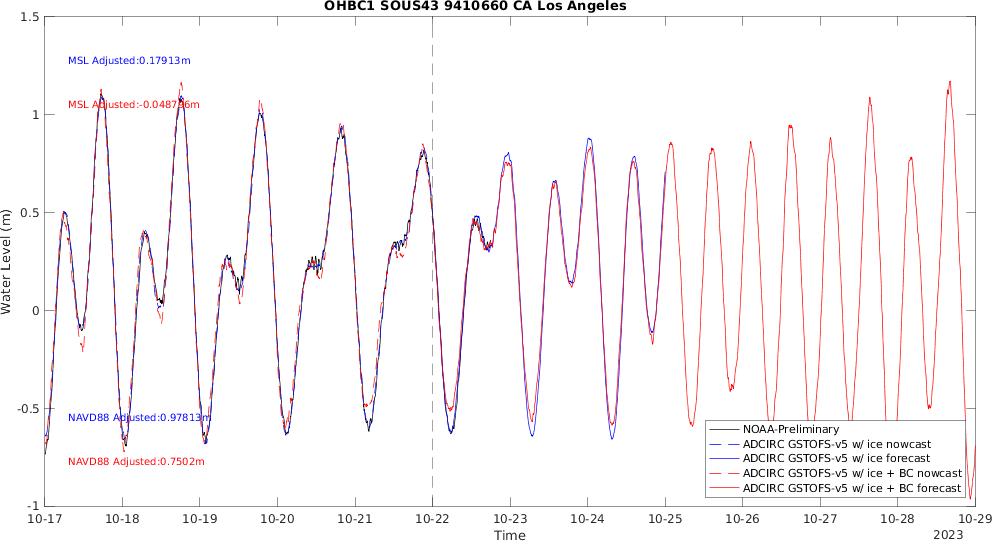 OHBC1 SOUS43 9410660 CA Los Angeles
1.5
1
0.5
0
-0.5
-1
Water Level (m)
MSL Adjusted:0.17913m
MSL Adjusted:-0.048796m
NAVD88 Adjusted:0.97813m
NAVD88 Adjusted:0.7502m
NOAA-Preliminary
ADCIRC GSTOFS-v5 w/ ice nowcast
ADCIRC GSTOFS-v5 w/ ice forecast
ADCIRC GSTOFS-v5 w/ ice + BC nowcast
ADCIRC GSTOFS-v5 w/ ice + BC forecast
10-17 10-18 10-19 10-20 10-21 10-22 10-23 10-24 10-25 10-26 10-27 10-28 10-29
Time
2023